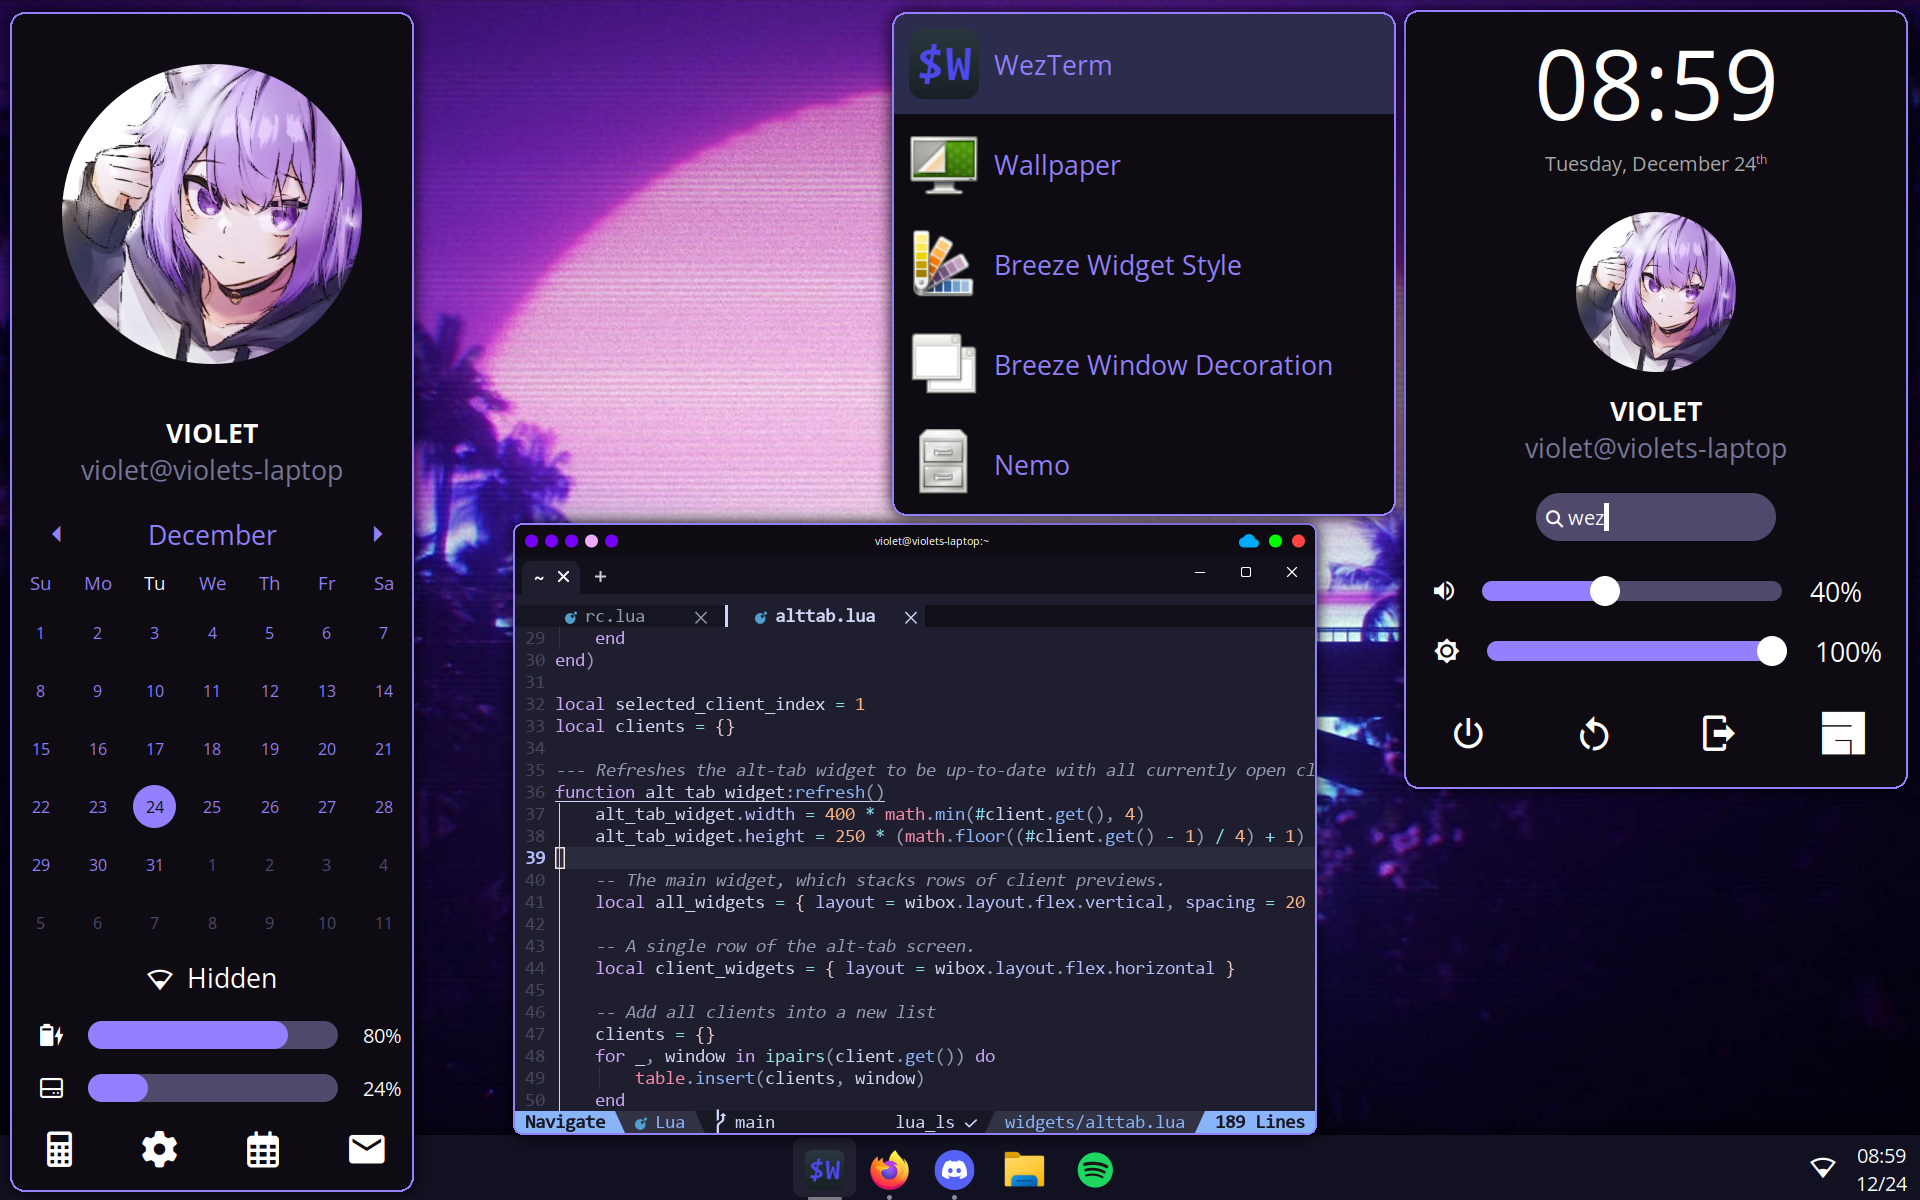 VIOLET
violet@violets-laptop
December
Su Mo Tu We Th Fr Sa
1 2 3 4 5 6 7
8 9 10 11 12 13 14
15 16 17 18 19 20 21
22 23 24 25 26 27 28
29 30 31 1 2 3 4
5 6 7 8 9 10 11
Hidden
80%
24%
$W WezTerm
Wallpaper
Breeze Widget Style
Breeze Window Decoration
Nemo
violet@violets-laptop:~
~
rc.lua alttab.lua
29 end
30 end)
31
32 local selected_client_index = 1
33 local clients = {}
34
35 --- Refreshes the alt-tab widget to be up-to-date with all currently open cl
36 function alt_tab_widget:refresh()
37 alt_tab_widget.width = 400 * math.min(#client.get(), 4)
38 alt_tab_widget.height = 250 * (math.floor((#client.get() - 1) / 4) + 1)
39
40 -- The main widget, which stacks rows of client previews.
41 local all_widgets = { layout = wibox.layout.flex.vertical, spacing = 20
42
43 -- A single row of the alt-tab screen.
44 local client_widgets = { layout = wibox.layout.flex.horizontal }
45
46 -- Add all clients into a new list
47 clients = {}
48 for _, window in ipairs(client.get()) do
49 table.insert(clients, window)
50 end
Navigate Lua main lua_ls ✓ widgets/alttab.lua 189 Lines
08:59
Tuesday, December 24th
VIOLET
violet@violets-laptop
wez
40%
100%
$W
08:59
12/24